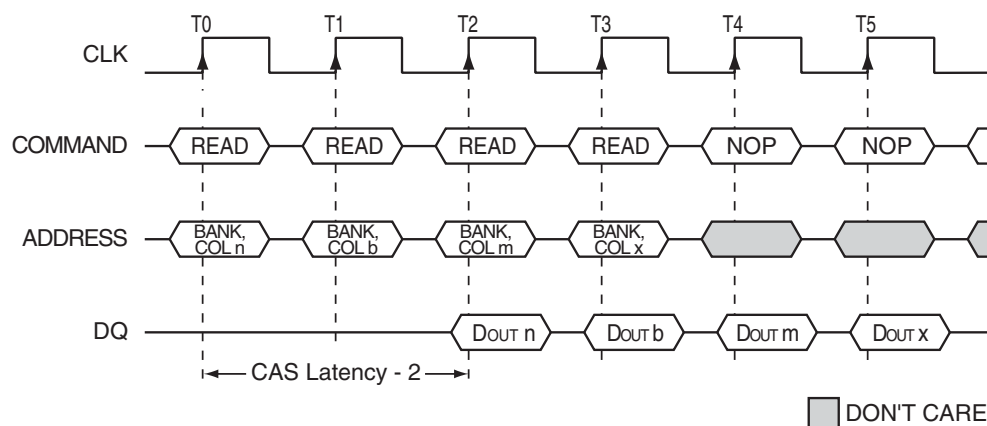 T0 T1 T2 T3 T4 T5
CLK
COMMAND READ READ READ READ NOP NOP
ADDRESS BANK, COL n BANK, COL b BANK, COL m BANK, COL x
DQ DOUT n DOUT b DOUT m DOUT x
CAS Latency - 2
DON'T CARE